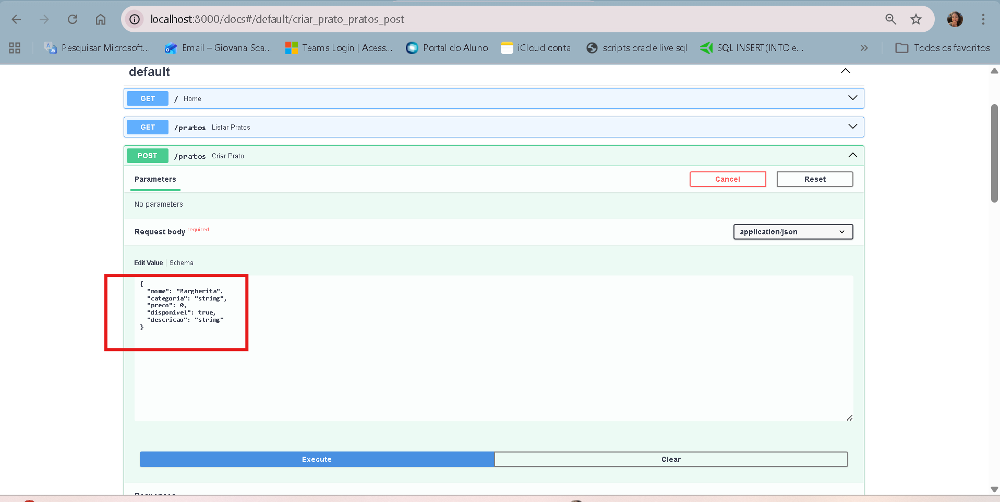 localhost:8000/docs#/default/criar_prato_pratos_post
Pesquisar Microsoft... Email – Giovana Soa... Teams Login | Acess... Portal do Aluno iCloud conta scripts oracle live sql SQL INSERT(INTO e... » Todos os favoritos
default
GET / Home
GET /pratos Listar Pratos
POST /pratos Criar Prato
Parameters Cancel Reset
No parameters
Request body required application/json
Edit Value | Schema
{
"nome": "Margherita",
"categoria": "string",
"preco": 0,
"disponivel": true,
"descricao": "string"
}
Execute Clear